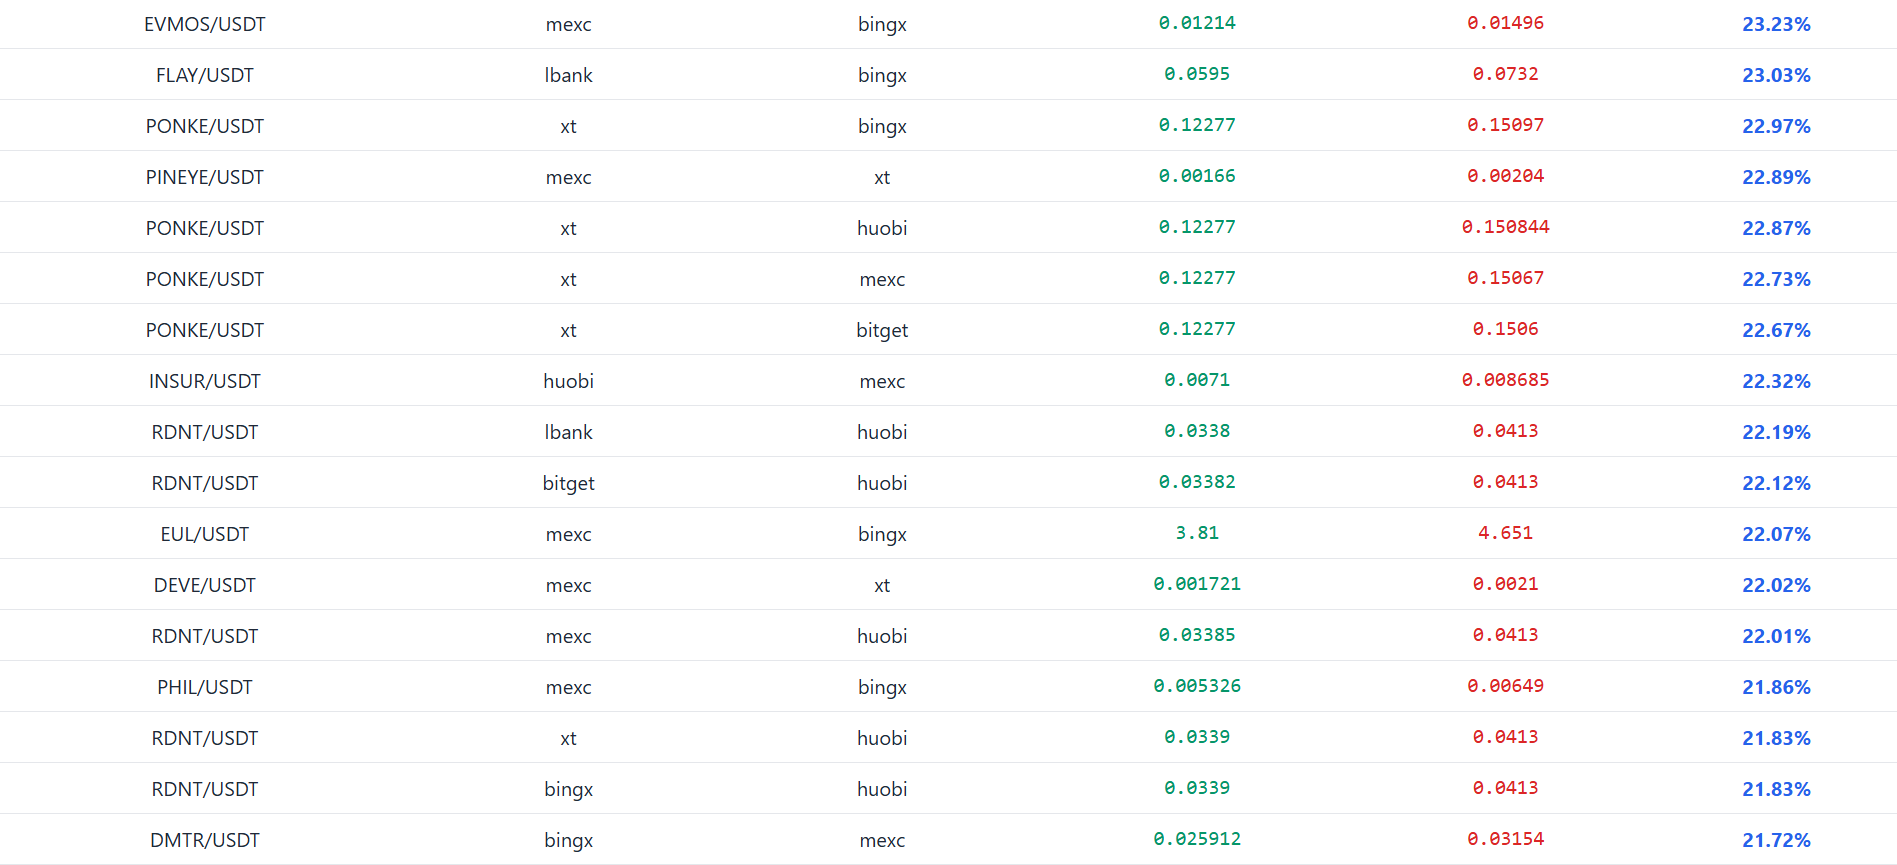 EVMOS/USDT mexc bingx 0.01214 0.01496 23.23%
FLAY/USDT lbank bingx 0.0595 0.0732 23.03%
PONKE/USDT xt bingx 0.12277 0.15097 22.97%
PINEYE/USDT mexc xt 0.00166 0.00204 22.89%
PONKE/USDT xt huobi 0.12277 0.150844 22.87%
PONKE/USDT xt mexc 0.12277 0.15067 22.73%
PONKE/USDT xt bitget 0.12277 0.1506 22.67%
INSUR/USDT huobi mexc 0.0071 0.008685 22.32%
RDNT/USDT lbank huobi 0.0338 0.0413 22.19%
RDNT/USDT bitget huobi 0.03382 0.0413 22.12%
EUL/USDT mexc bingx 3.81 4.651 22.07%
DEVE/USDT mexc xt 0.001721 0.0021 22.02%
RDNT/USDT mexc huobi 0.03385 0.0413 22.01%
PHIL/USDT mexc bingx 0.005326 0.00649 21.86%
RDNT/USDT xt huobi 0.0339 0.0413 21.83%
RDNT/USDT bingx huobi 0.0339 0.0413 21.83%
DMTR/USDT bingx mexc 0.025912 0.03154 21.72%